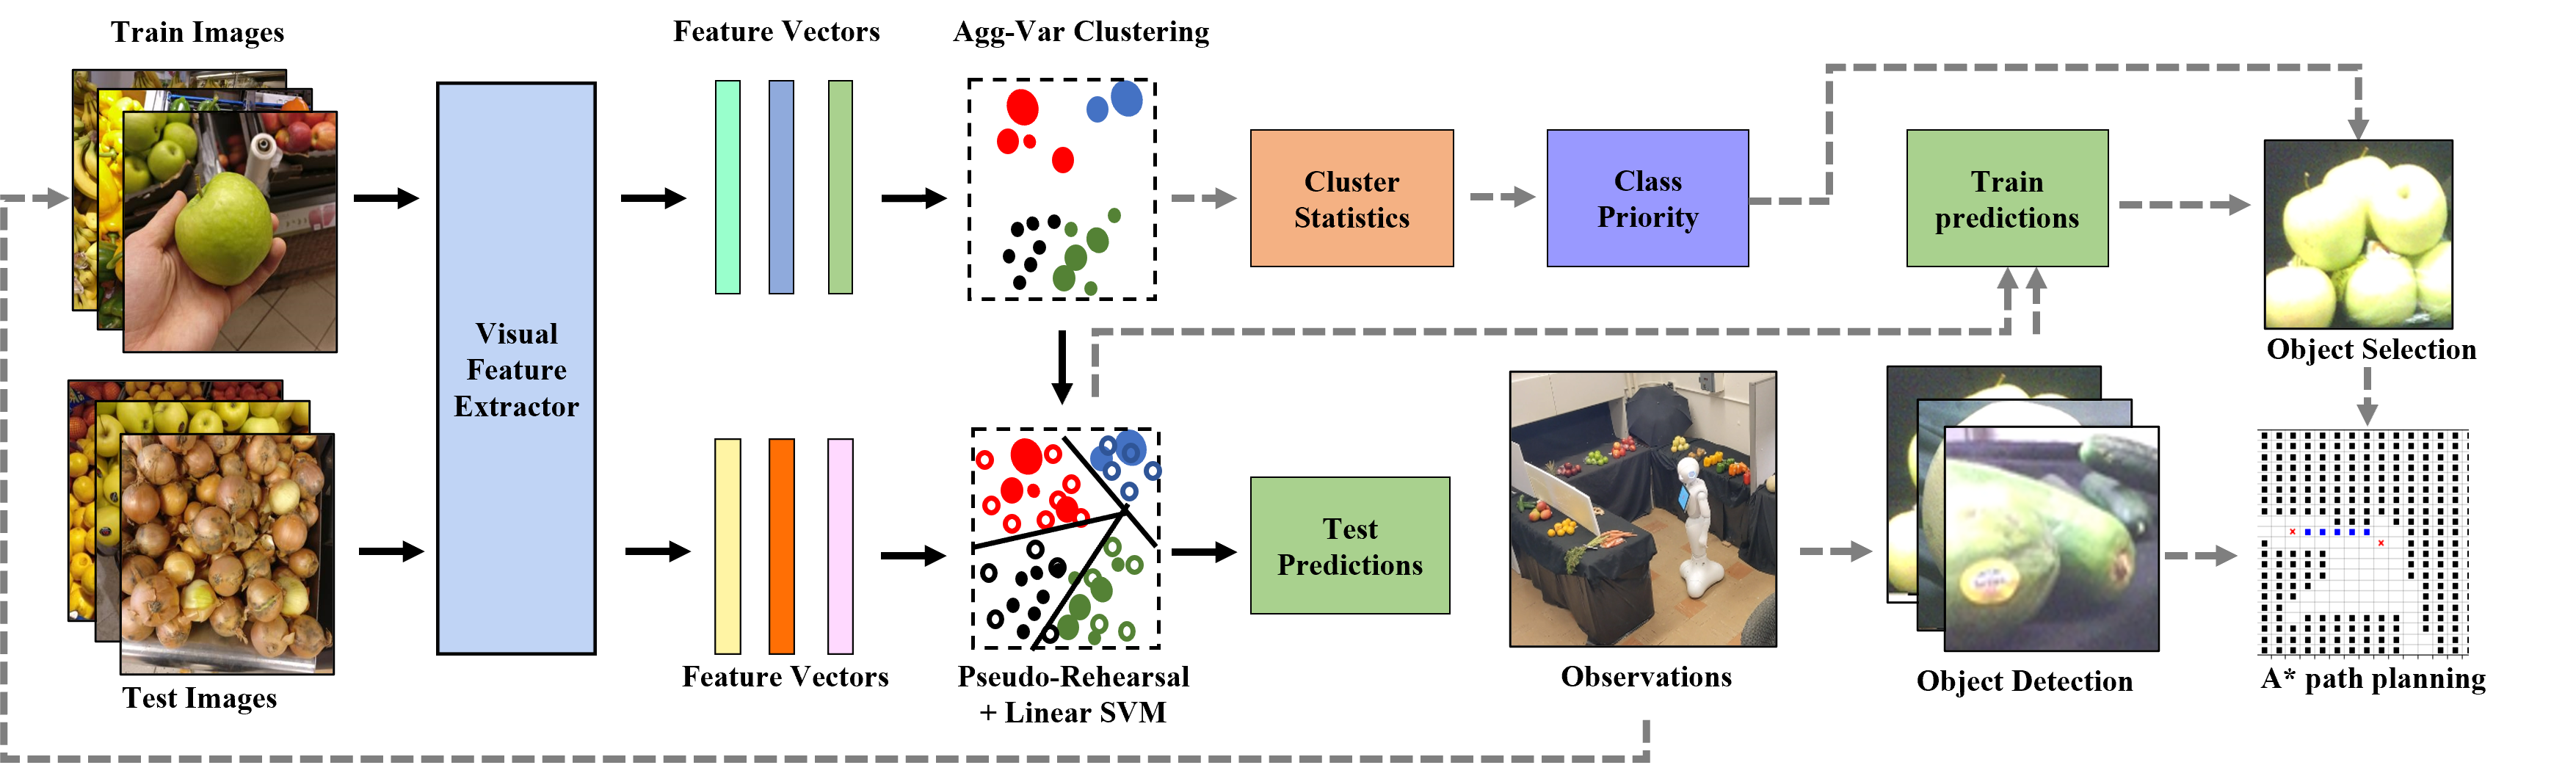 Train Images
Feature Vectors
Agg-Var Clustering
Cluster
Statistics
Class
Priority
Train
predictions
Object Selection
Visual
Feature
Extractor
Test Images
Feature Vectors
Pseudo-Rehearsal
+ Linear SVM
Test
Predictions
Observations
Object Detection
A* path planning